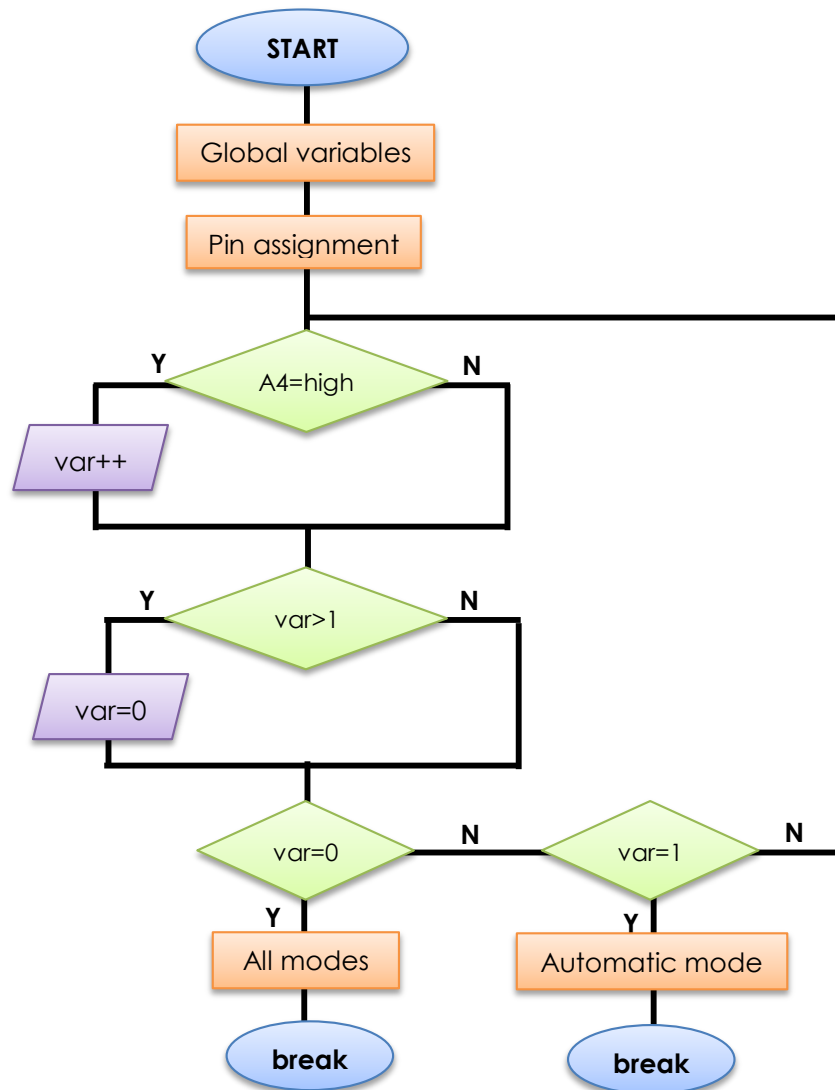 START
Global variables
Pin assignment
Y
A4=high
N
var++
Y
var>1
N
var=0
var=0
N
var=1
N
Y
Y
All modes
Automatic mode
break
break